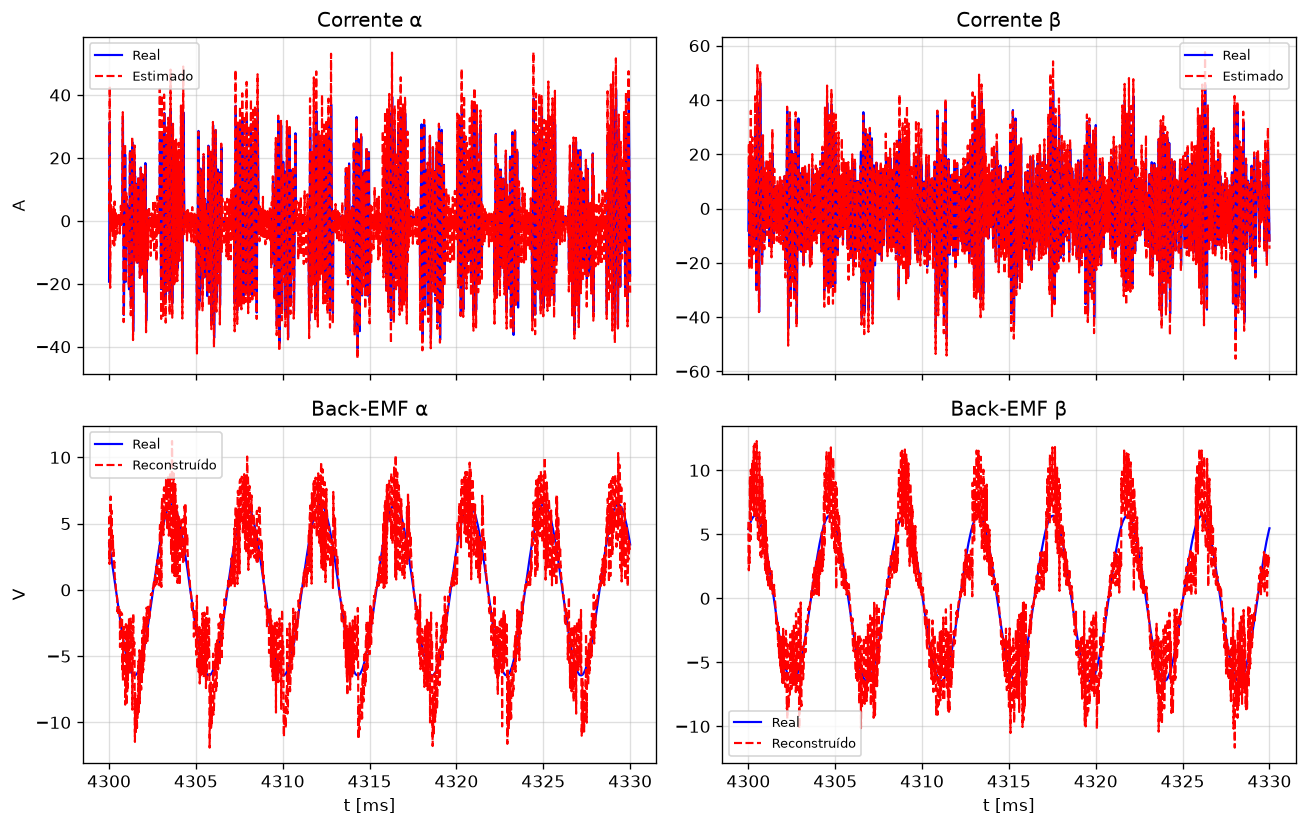 Corrente α
Real
Estimado
A
40
20
0
−20
−40
Corrente β
Real
Estimado
60
40
20
0
−20
−40
−60
Back-EMF α
Real
Reconstruído
V
10
5
0
−5
−10
4300 4305 4310 4315 4320 4325 4330
t [ms]
Back-EMF β
10
5
0
−5
−10
Real
Reconstruído
4300 4305 4310 4315 4320 4325 4330
t [ms]